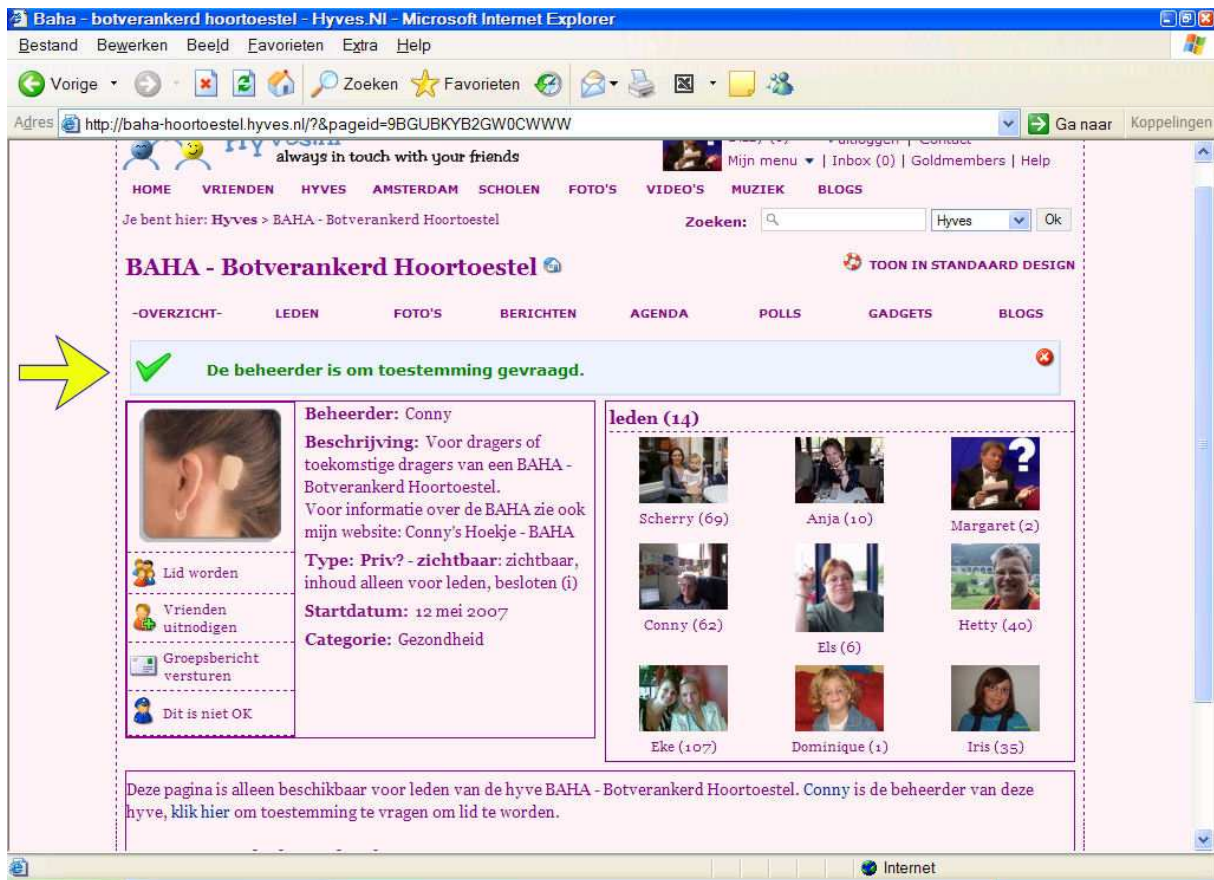 Baha - botverankerd hoortoestel - Hyves.Nl - Microsoft Internet Explorer
Bestand Bewerken Beeld Favorieten Extra Help
Vorige Zoeken Favorieten
Adres http://baha-hoortoestel.hyves.nl/?&pageid=9BGUBKYB2GW0CWWW Ga naar Koppelingen
always in touch with your friends
Mijn menu | Inbox (0) | Goldmembers | Help
HOME VRIENDEN HYVES AMSTERDAM SCHOLEN FOTO'S VIDEO'S MUZIEK BLOGS
Je bent hier: Hyves > BAHA - Botverankerd Hoortoestel Zoeken: Hyves Ok
BAHA - Botverankerd Hoortoestel TOON IN STANDAARD DESIGN
-OVERZICHT- LEDEN FOTO'S BERICHTEN AGENDA POLLS GADGETS BLOGS
De beheerder is om toestemming gevraagd.
Lid worden
Vrienden
uitnodigen
Groepsbericht
versturen
Dit is niet OK
Beheerder: Conny
Beschrijving: Voor dragers of
toekomstige dragers van een BAHA -
Botverankerd Hoortoestel.
Voor informatie over de BAHA zie ook
mijn website: Conny's Hoekje - BAHA
Type: Priv? - zichtbaar: zichtbaar,
inhoud alleen voor leden, besloten (i)
Startdatum: 12 mei 2007
Categorie: Gezondheid
leden (14)
?
Scherry (69) Anja (10) Margaret (2)
Conny (62) Els (6) Hetty (40)
Eke (107) Dominique (1) Iris (35)
Deze pagina is alleen beschikbaar voor leden van de hyve BAHA - Botverankerd Hoortoestel. Conny is de beheerder van deze
hyve, klik hier om toestemming te vragen om lid te worden.
Internet